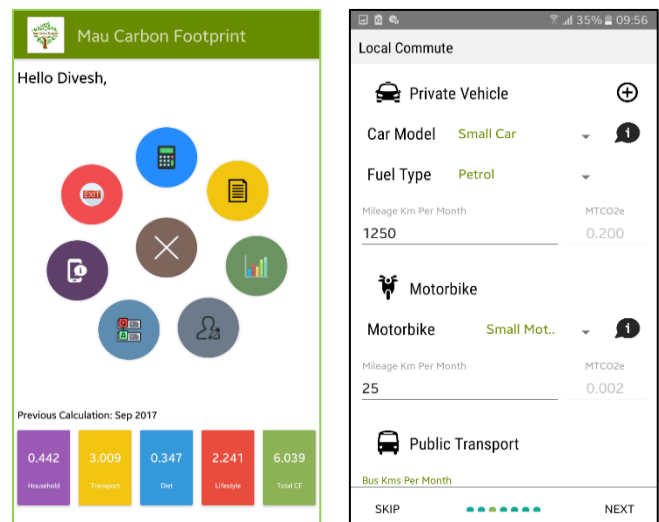 Mau Carbon Footprint
Hello Divesh,
EXIT
Previous Calculation: Sep 2017
0.442 3.009 0.347 2.241 6.039
Household Transport Diet Lifestyle Total CF
35% 09:56
Local Commute
Private Vehicle
Car Model Small Car
Fuel Type Petrol
Mileage Km Per Month MTCO2e
1250 0.200
Motorbike
Motorbike Small Mot..
Mileage Km Per Month MTCO2e
25 0.002
Public Transport
Bus Kms Per Month
SKIP NEXT